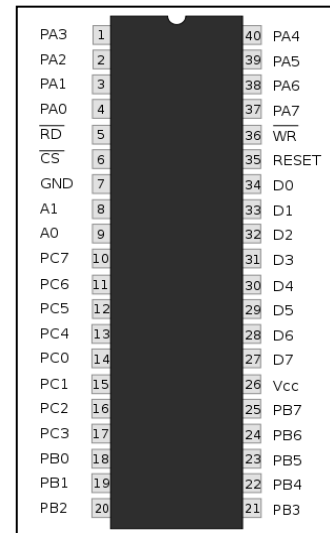 PA3 1 40 PA4
PA2 2 39 PA5
PA1 3 38 PA6
PA0 4 37 PA7
R̅D̅ 5 36 W̅R̅
C̅S̅ 6 35 RESET
GND 7 34 D0
A1 8 33 D1
A0 9 32 D2
PC7 10 31 D3
PC6 11 30 D4
PC5 12 29 D5
PC4 13 28 D6
PC0 14 27 D7
PC1 15 26 Vcc
PC2 16 25 PB7
PC3 17 24 PB6
PB0 18 23 PB5
PB1 19 22 PB4
PB2 20 21 PB3